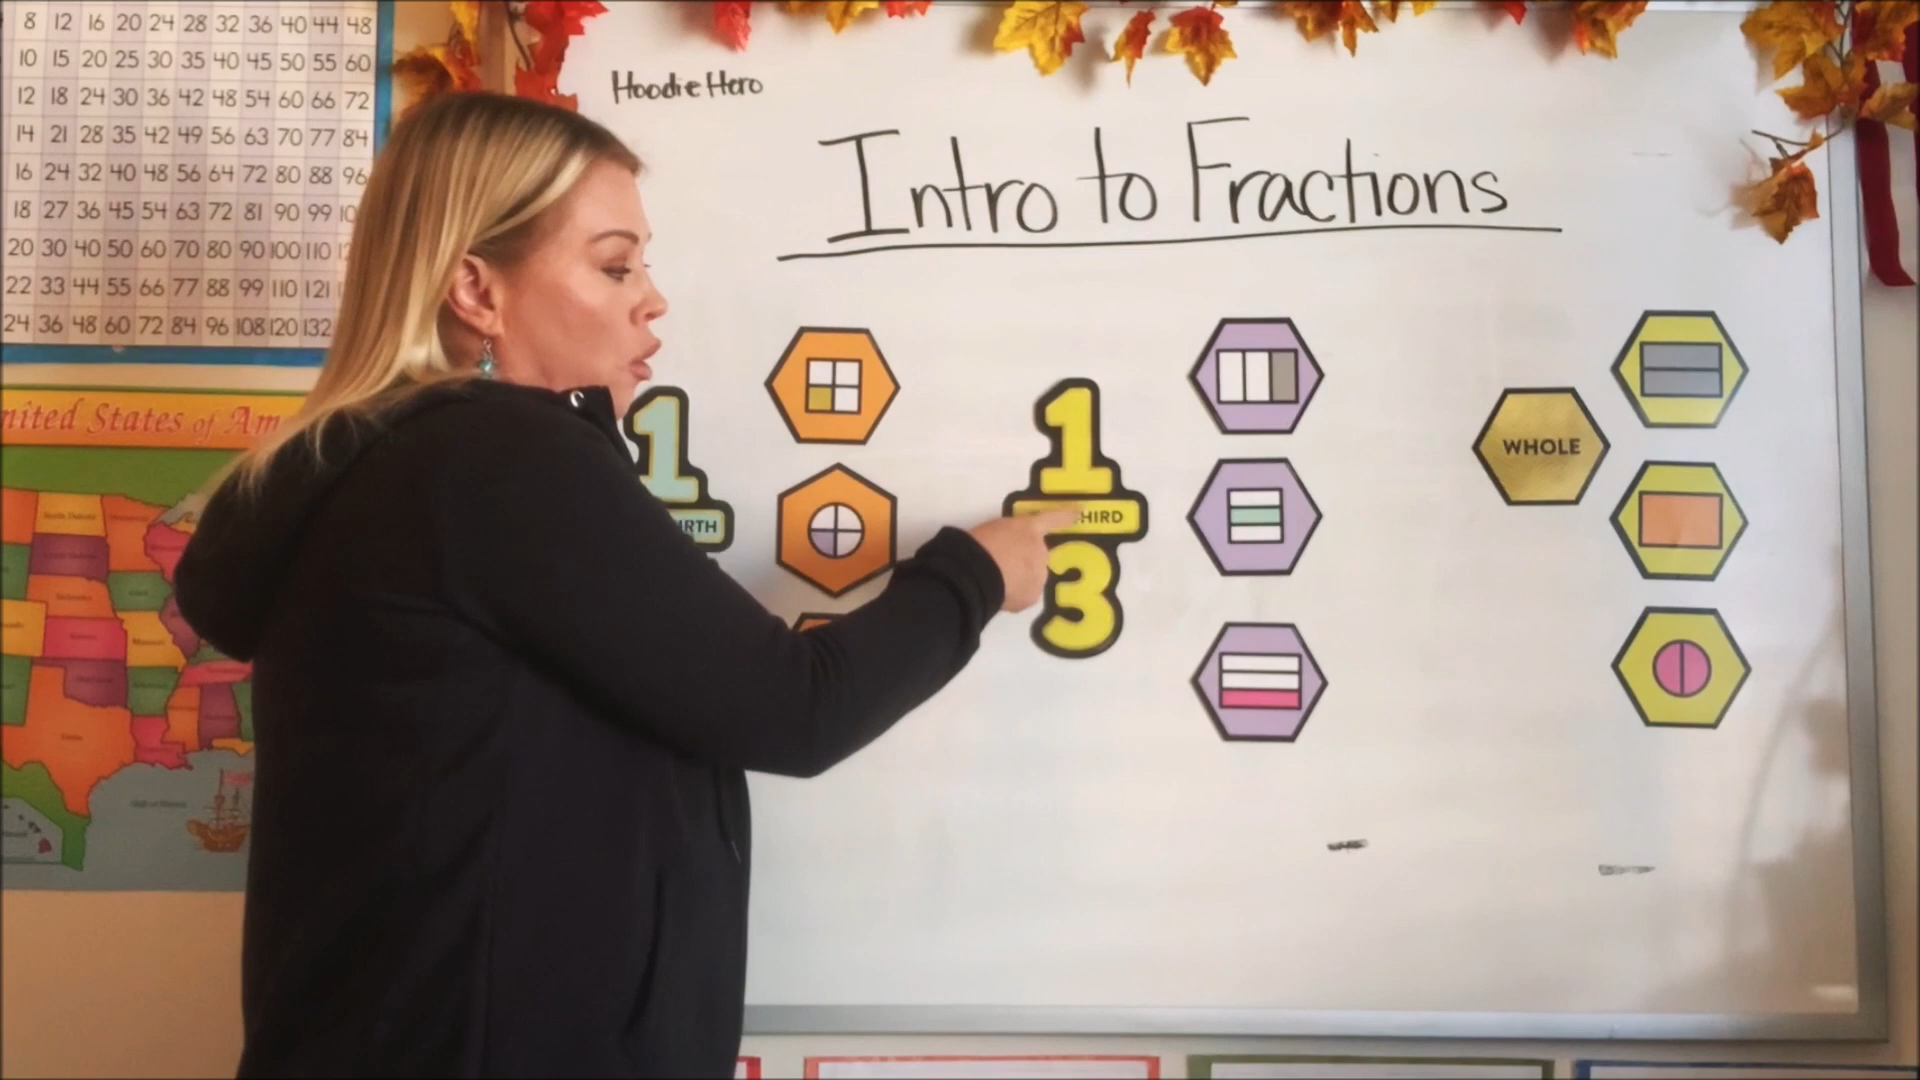 8 12 16 20 24 28 32 36 40 44 48
10 15 20 25 30 35 40 45 50 55 60
12 18 24 30 36 42 48 54 60 66 72
14 21 28 35 42 49 56 63 70 77 84
16 24 32 40 48 56 64 72 80 88 96
18 27 36 45 54 63 72 81 90 99
20 30 40 50 60 70 80 90 100 110
22 33 44 55 66 77 88 99 110 121
24 36 48 60 72 84 96 108 120 132
nited States of Am
Hoodie Hero
Intro to Fractions
1
RTH
1
HIRD
3
WHOLE